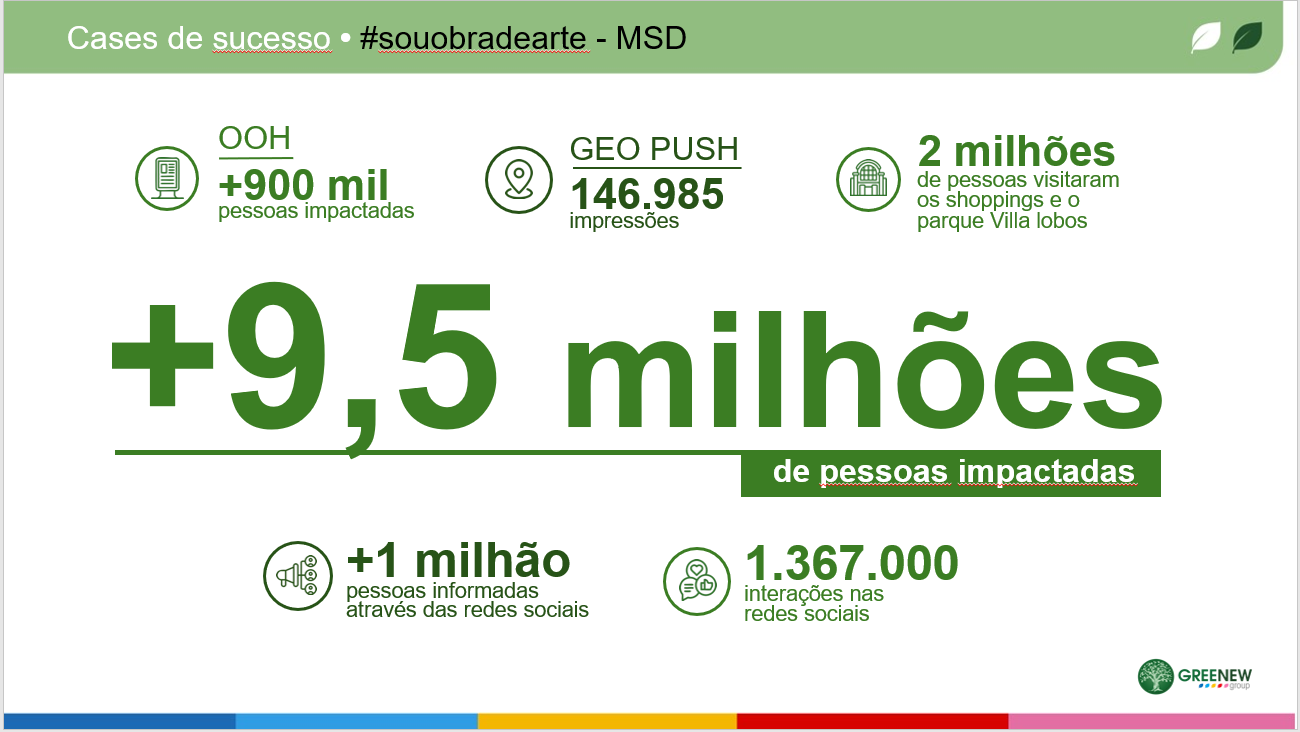 Cases de sucesso • #souobradearte - MSD
OOH
+900 mil
pessoas impactadas
GEO PUSH
146.985
impressões
2 milhões
de pessoas visitaram
os shoppings e o
parque Villa lobos
+9,5 milhões
de pessoas impactadas
+1 milhão
pessoas informadas
através das redes sociais
1.367.000
interações nas
redes sociais
GREENEW
group